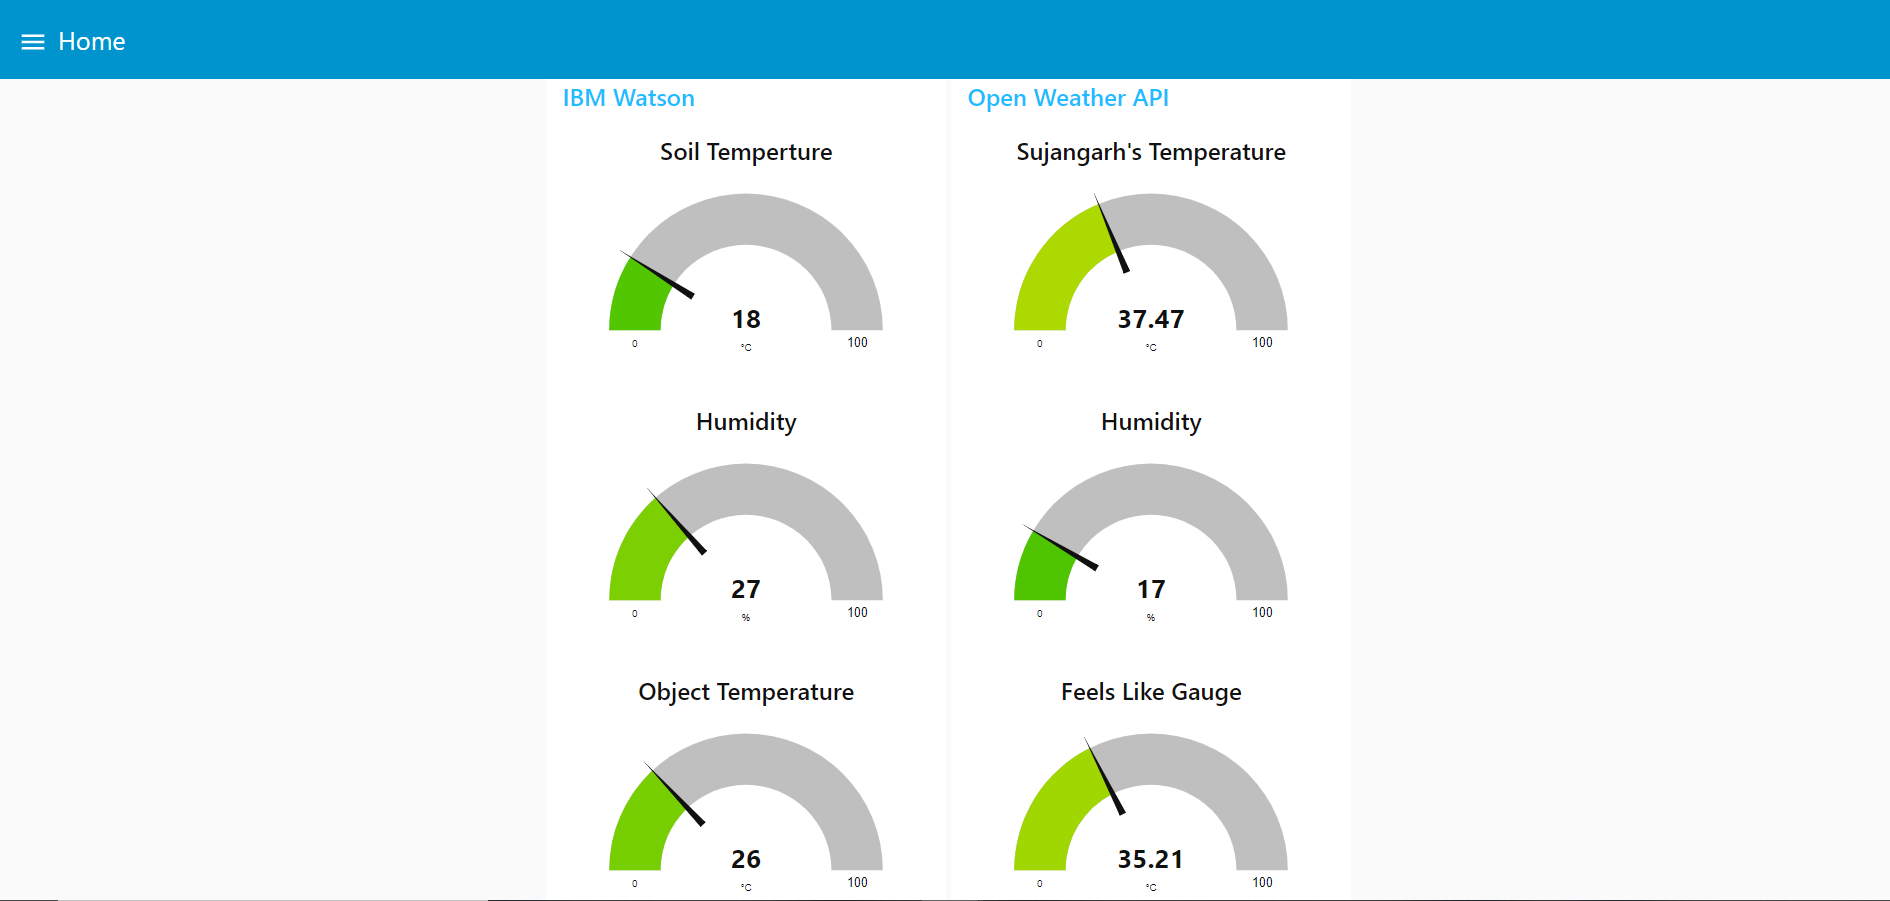 Home
IBM Watson
Soil Temperture
18
0
°C
100
Humidity
27
0
%
100
Object Temperature
26
0
°C
100
Open Weather API
Sujangarh's Temperature
37.47
0
°C
100
Humidity
17
0
%
100
Feels Like Gauge
35.21
0
°C
100